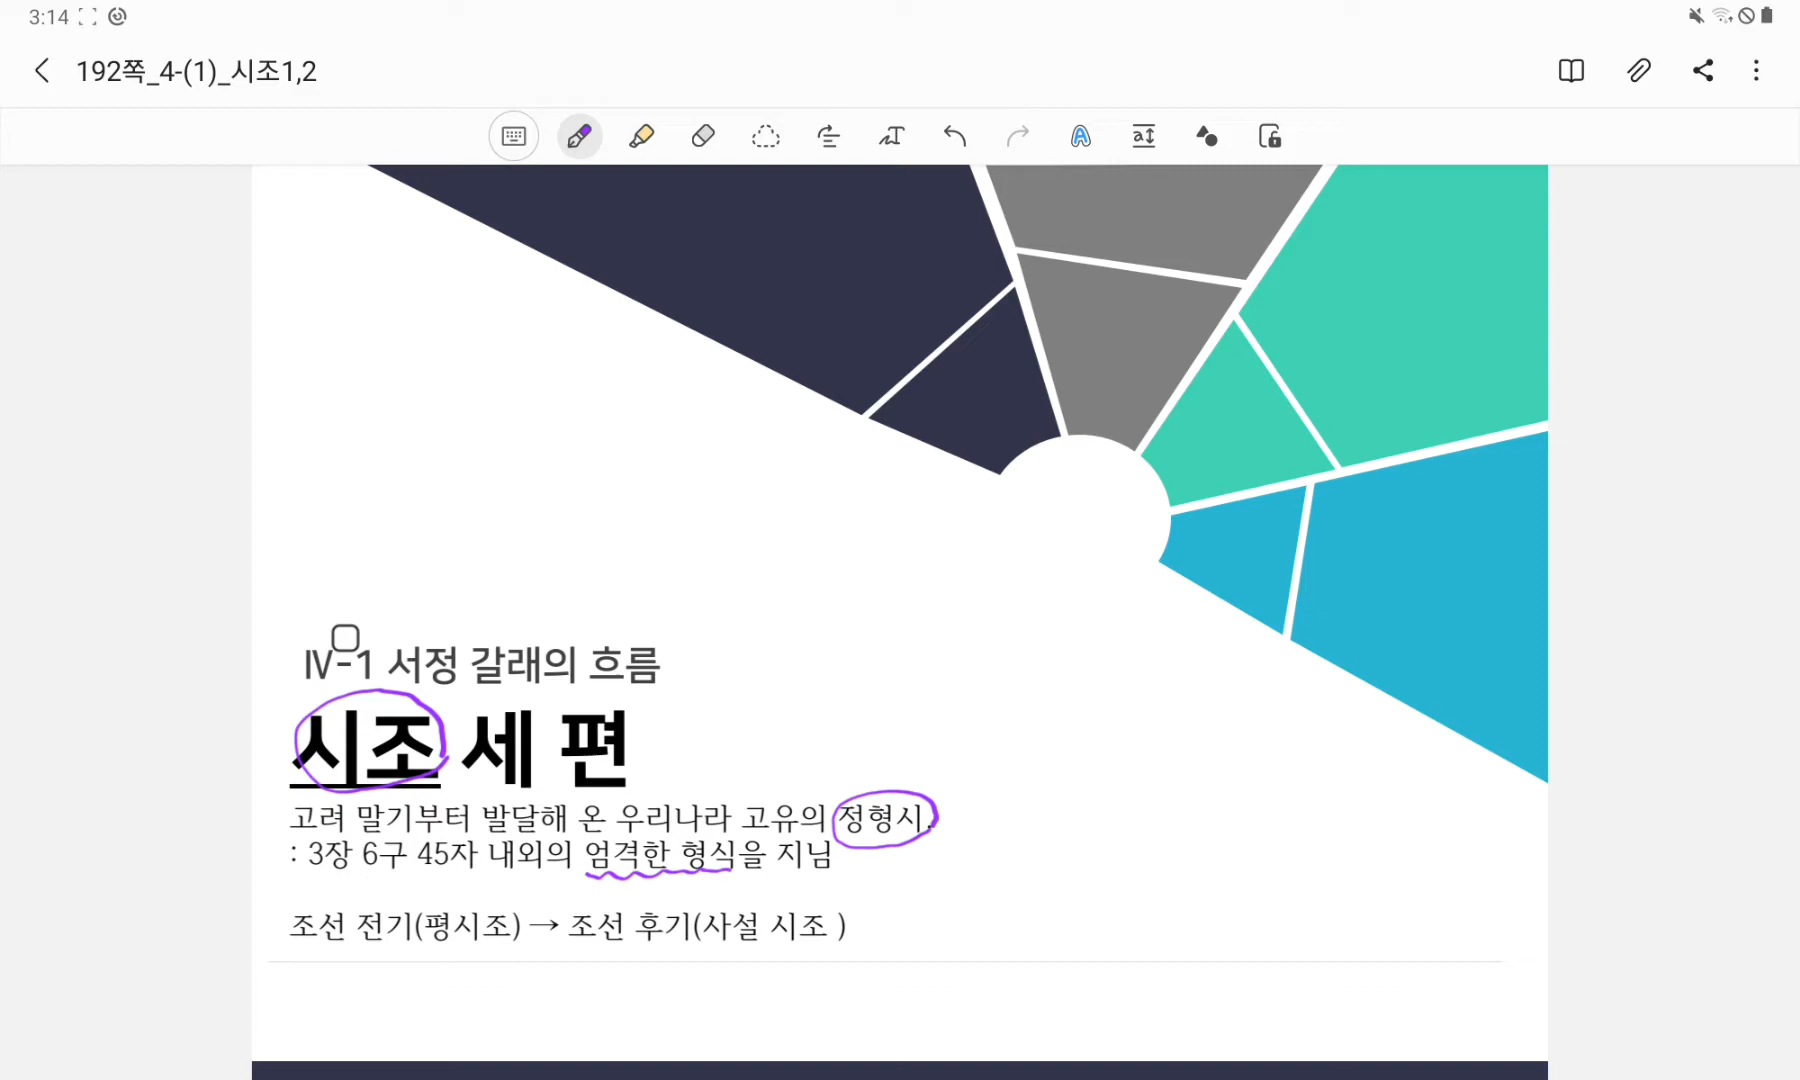 3:14
192쪽_4-(1)_시조1,2
Ⅳ-1 서정 갈래의 흐름
시조 세 편
고려 말기부터 발달해 온 우리나라 고유의 정형시.
: 3장 6구 45자 내외의 엄격한 형식을 지님
조선 전기(평시조) → 조선 후기(사설 시조 )